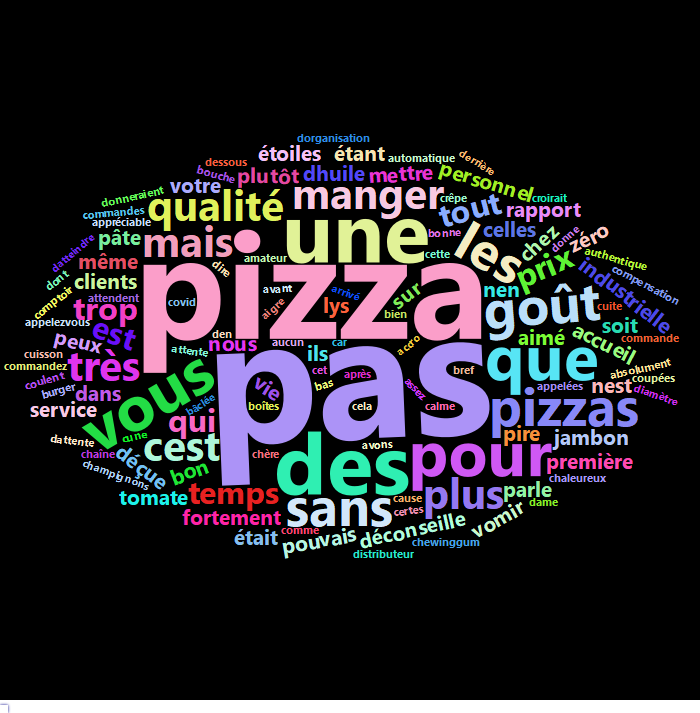 dorganisation
étoiles étant automatique derrière
dessous
bouche plutôt dhuile mettre personnel croirait
donneraient votre
commandes qualité manger une tout crêpe rapport
appréciable
datteindre pâte mais les celles chez donne zéro
bonne
dont même dire amateur cette prix authentique
comptoir clients pizza nen industrielle compensation
attendent covid avant arrivé sur
trop aigre lys bien goût cuite
appelezvous est den nous aucun car accro aimé soit commande
cuisson peux attente ils que accueil absolument
commandez très cet après bref nest coupées
coulent vie bas assez appelées diamètre
burger dans vous bâclée boîtes cela calme pizzas
service qui pas
dattente cune cest avons pour pire jambon
chaîne déçue bon chère première
champignons des chaleureux
tomate temps sans cause plus parle
certes dame
fortement comme déconseille vomir
était pouvais chewinggum
distributeur